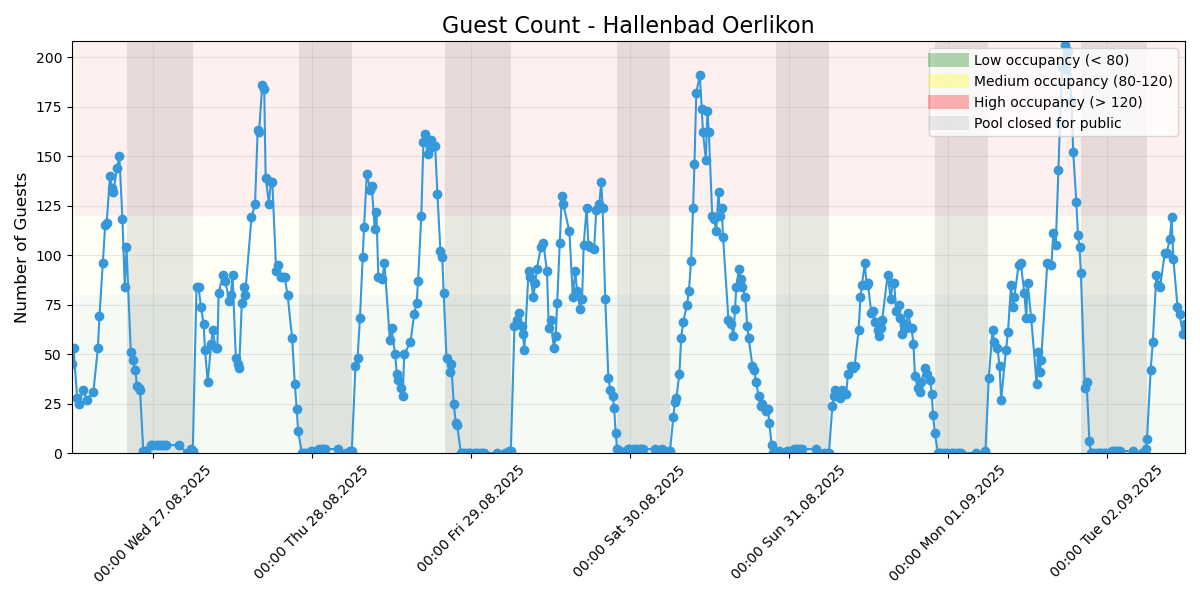 Guest Count - Hallenbad Oerlikon
Number of Guests
200
175
150
125
100
75
50
25
0
Low occupancy (< 80)
Medium occupancy (80-120)
High occupancy (> 120)
Pool closed for public
00:00 Wed 27.08.2025
00:00 Thu 28.08.2025
00:00 Fri 29.08.2025
00:00 Sat 30.08.2025
00:00 Sun 31.08.2025
00:00 Mon 01.09.2025
00:00 Tue 02.09.2025